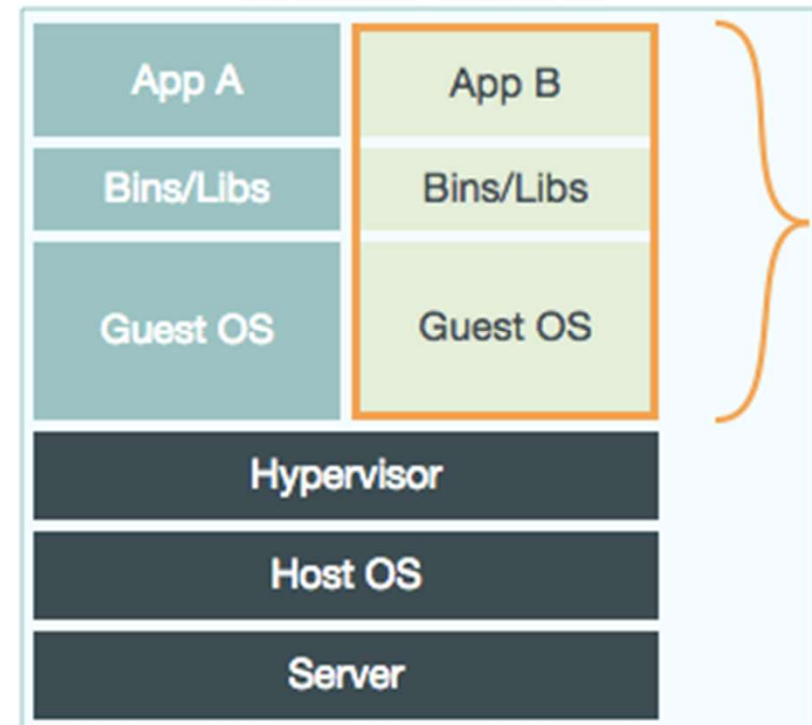 App A
App B
Bins/Libs
Bins/Libs
Guest OS
Guest OS
Hypervisor
Host OS
Server